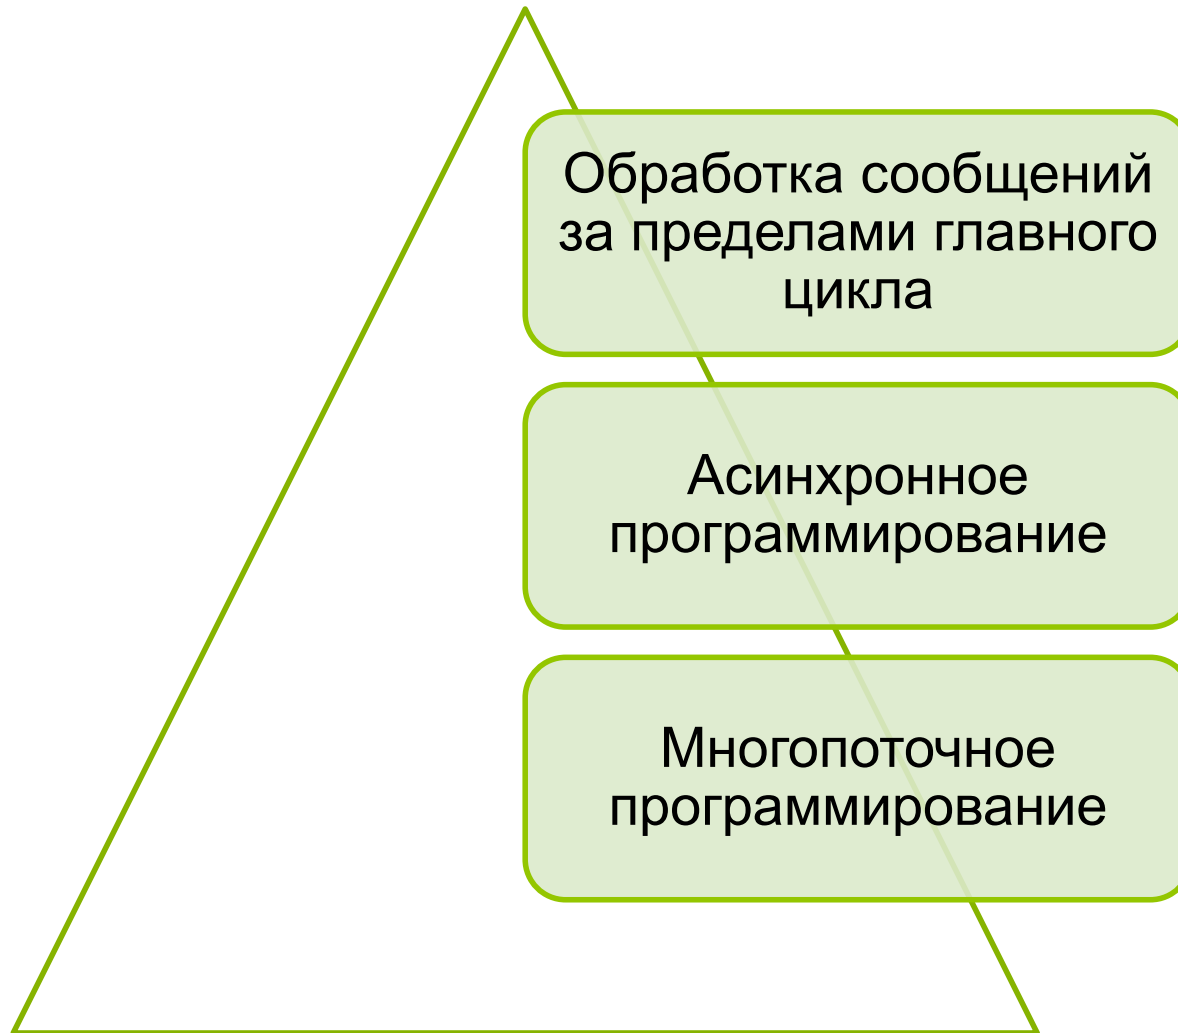 Обработка сообщений
за пределами главного
цикла
Асинхронное
программирование
Многопоточное
программирование